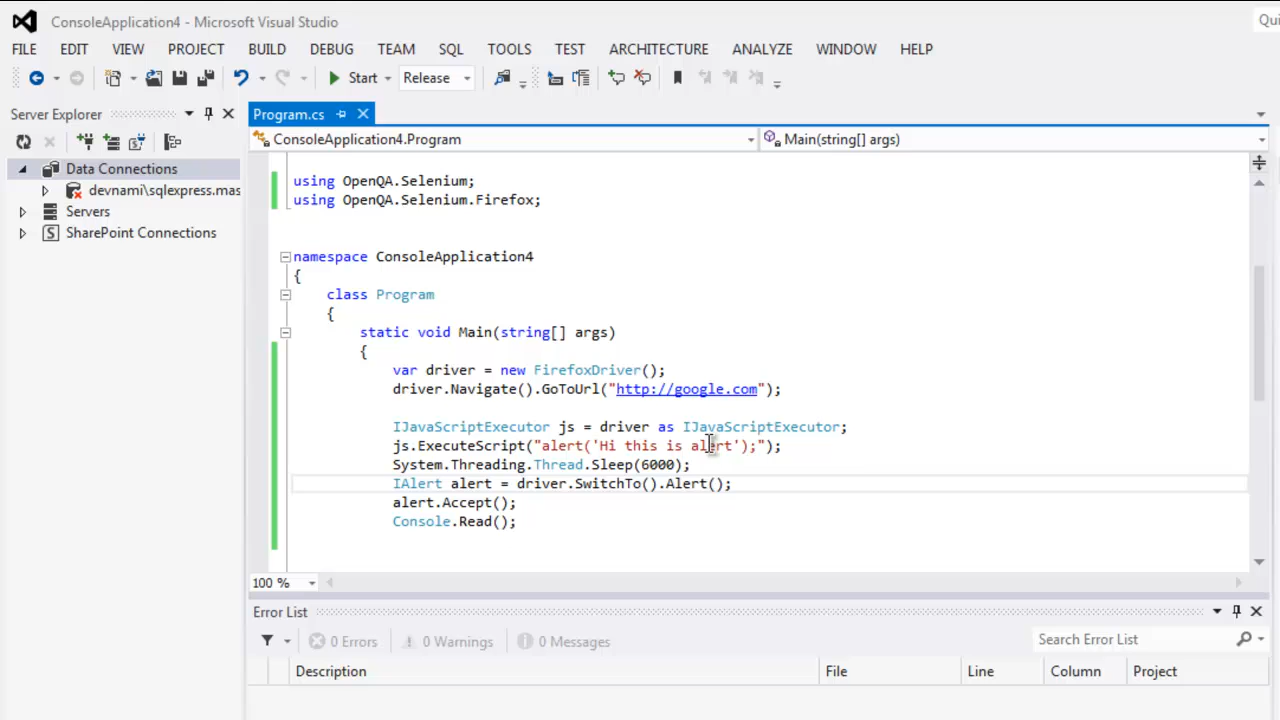 ConsoleApplication4 - Microsoft Visual Studio
Qui
FILE EDIT VIEW PROJECT BUILD DEBUG TEAM SQL TOOLS TEST ARCHITECTURE ANALYZE WINDOW HELP
Start Release
Server Explorer
Program.cs
ConsoleApplication4.Program
Main(string[] args)
Data Connections
devnami\sqlexpress.mas
Servers
SharePoint Connections
using OpenQA.Selenium;
using OpenQA.Selenium.Firefox;
namespace ConsoleApplication4
{
class Program
{
static void Main(string[] args)
{
var driver = new FirefoxDriver();
driver.Navigate().GoToUrl("http://google.com");
IJavaScriptExecutor js = driver as IJavaScriptExecutor;
js.ExecuteScript("alert('Hi this is alert');");
System.Threading.Thread.Sleep(6000);
IAlert alert = driver.SwitchTo().Alert();
alert.Accept();
Console.Read();
100 %
Error List
0 Errors 0 Warnings 0 Messages
Search Error List
Description File Line Column Project